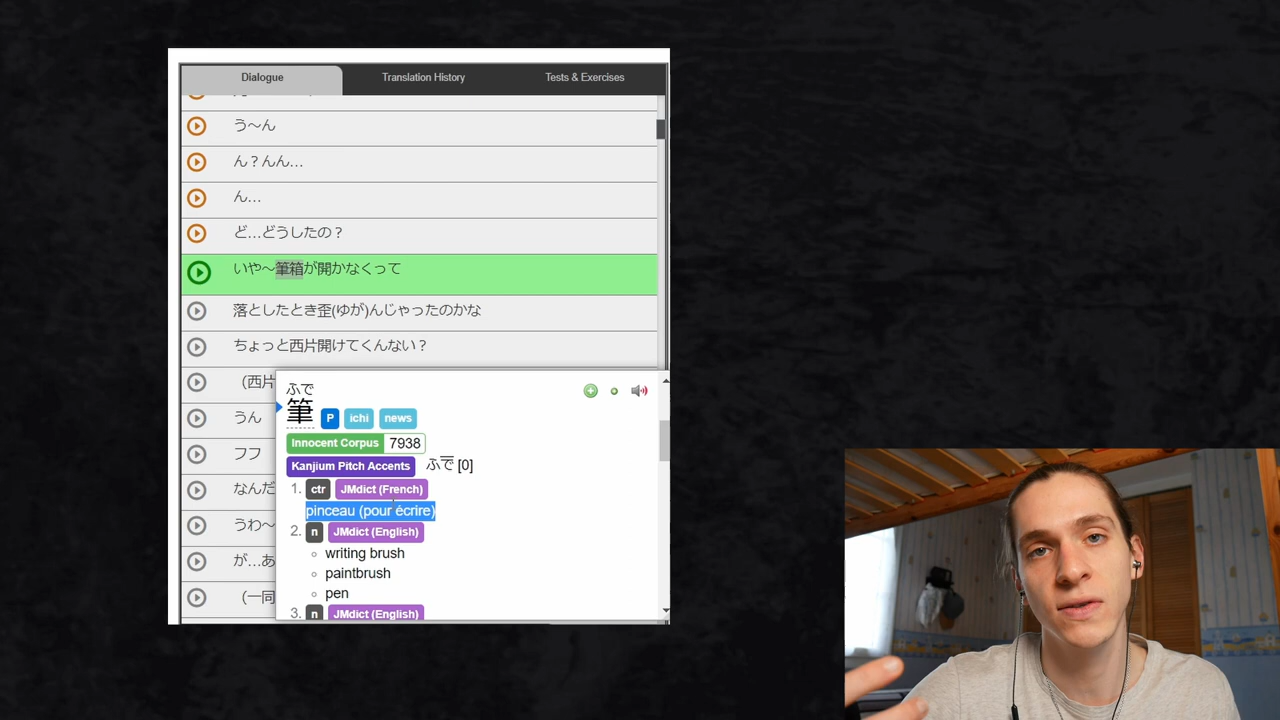 Dialogue
Translation History
Tests & Exercises
う～ん
ん？んん…
ん…
ど…どうしたの？
いや～筆箱が開かなくって
落としたとき歪(ゆが)んじゃったのかな
ちょっと西片開けてくんない？
（西片
うん
フフ
なんだ
うわ～
が…あ
（一同
ふで
筆 P ichi news
Innocent Corpus 7938
Kanjium Pitch Accents ふで [0]
1. ctr JMdict (French)
pinceau (pour écrire)
2. n JMdict (English)
writing brush
paintbrush
pen
3. n JMdict (English)